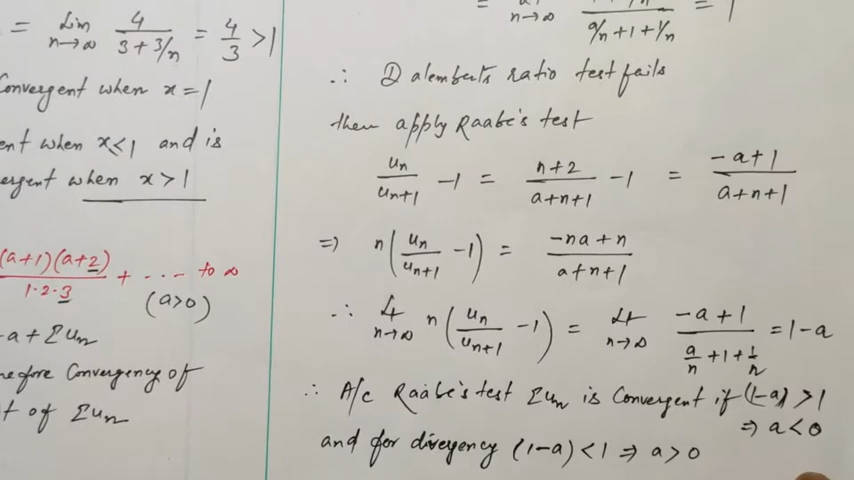 = Lim n→∞ 4/(3+3/n) = 4/3 >1
Convergent when x=1
ent when x<1 and is
ergent when x>1
(a+1)(a+2)/1·2·3 + ···- to ∞
(a>0)
-a + Σun
refore Convergency of
t of Σun
= n→∞ /(a/n+1+1/n) = 1
∴ D alembert's ratio test fails
then apply Raabe's test
un/un+1 -1 = (n+2)/(a+n+1) -1 = (-a+1)/(a+n+1)
⇒ n(un/un+1 -1) = (-na+n)/(a+n+1)
∴ Lt n→∞ n(un/un+1 -1) = Lt n→∞ (-a+1)/(a/n+1+1/n) = 1-a
∴ A/c Raabe's test Σun is Convergent if (1-a) >1
⇒ a<0
and for divergency (1-a) <1 ⇒ a>0